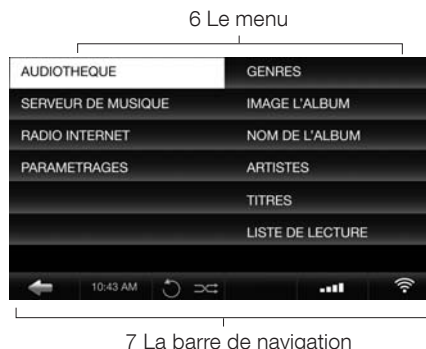 6 Le menu
AUDIOTHEQUE
SERVEUR DE MUSIQUE
RADIO INTERNET
PARAMETRAGES
GENRES
IMAGE L'ALBUM
NOM DE L'ALBUM
ARTISTES
TITRES
LISTE DE LECTURE
10:43 AM
7 La barre de navigation